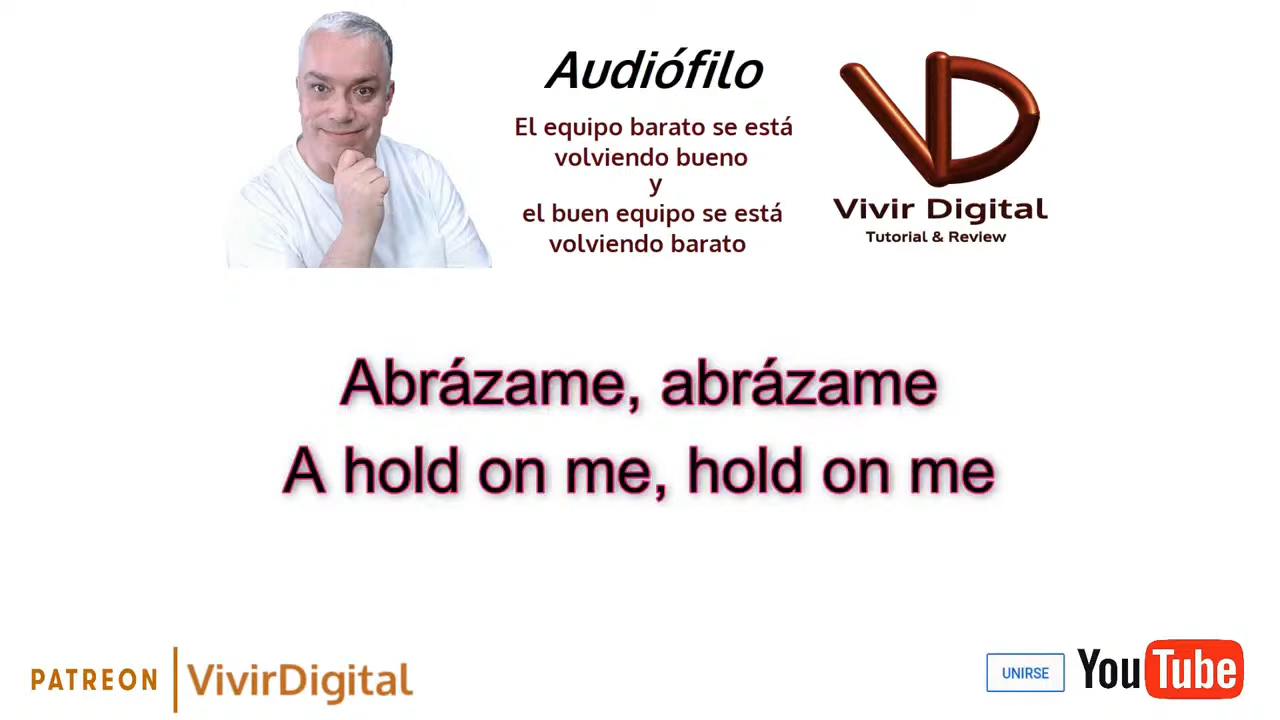 Audiófilo
El equipo barato se está
volviendo bueno
y
el buen equipo se está
volviendo barato
VD
Vivir Digital
Tutorial & Review
Abrázame, abrázame
A hold on me, hold on me
PATREON | VivirDigital
UNIRSE YouTube